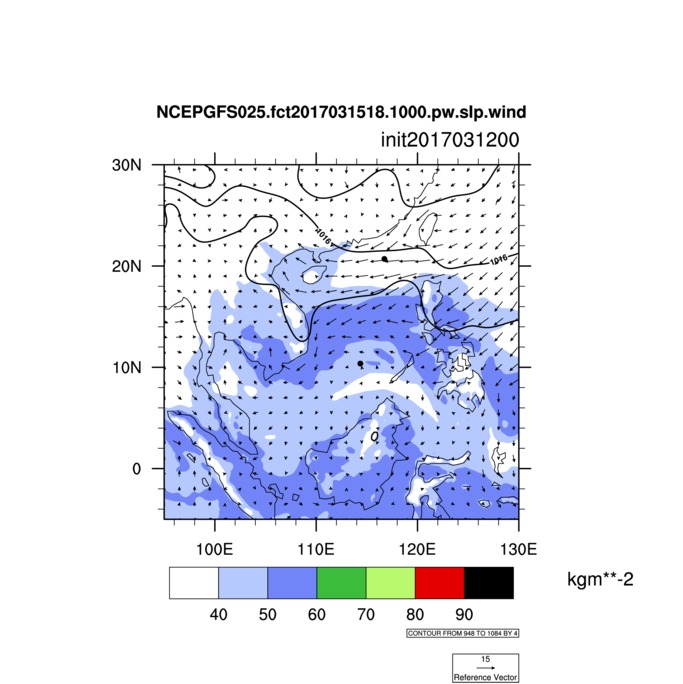 NCEPGFS025.fct2017031518.1000.pw.slp.wind
init2017031200
30N
1016
1016
20N
10N
0
0
100E 110E 120E 130E
kgm**-2
40 50 60 70 80 90
CONTOUR FROM 948 TO 1084 BY 4
15
Reference Vector